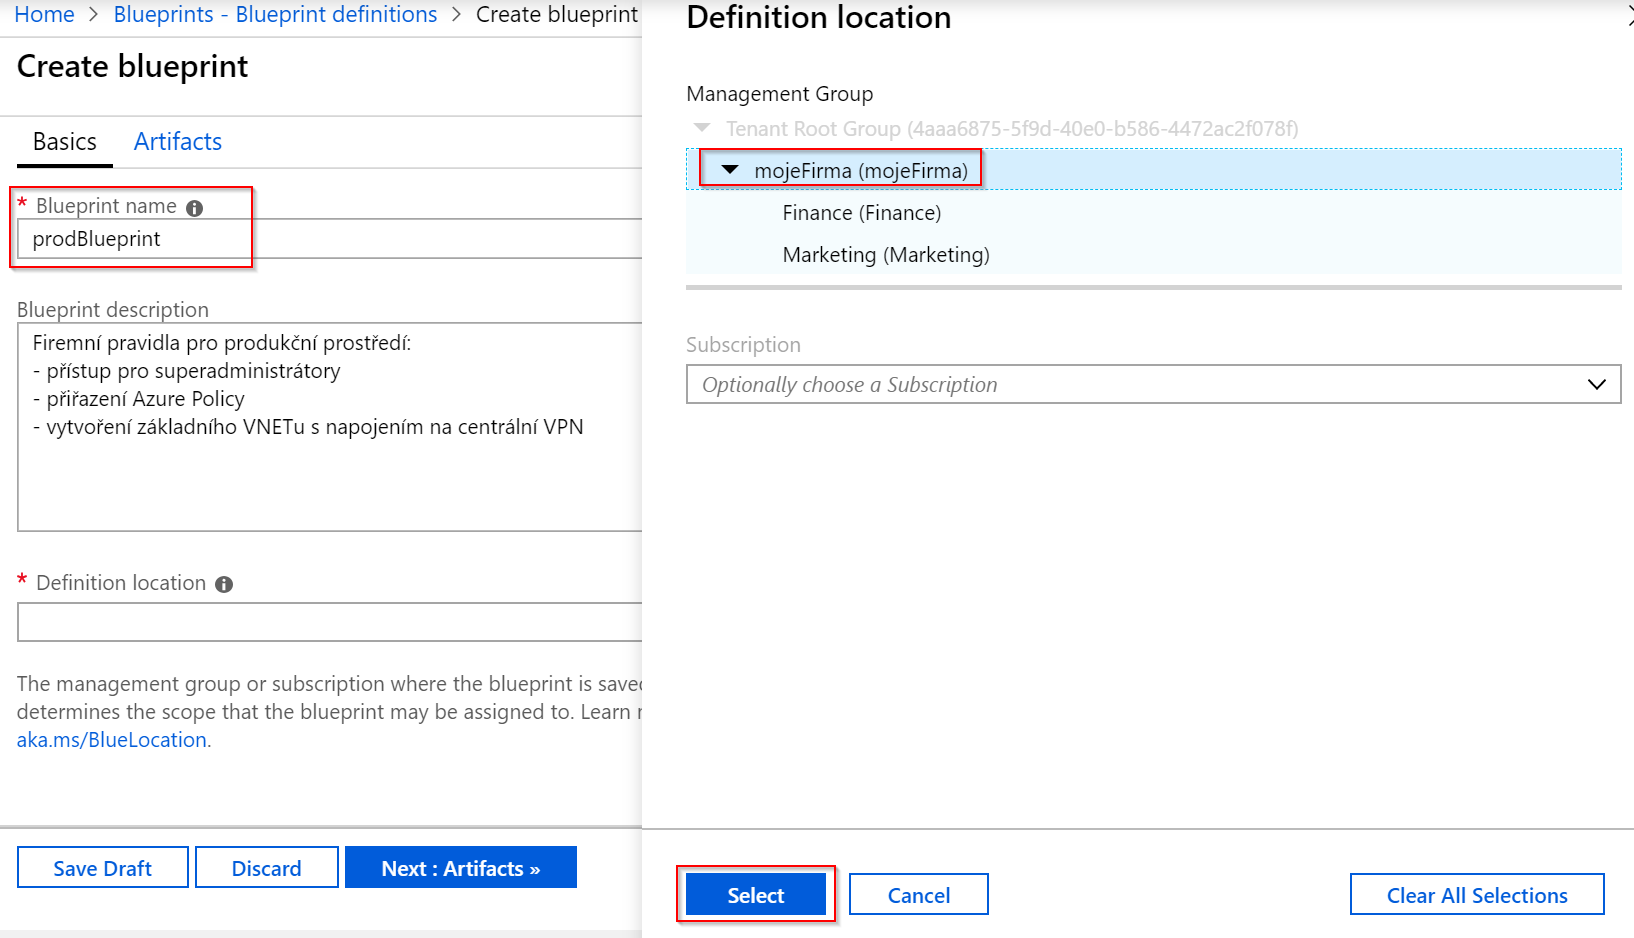 Home > Blueprints - Blueprint definitions > Create blueprint
Create blueprint
Basics Artifacts
* Blueprint name
prodBlueprint
Blueprint description
Firemní pravidla pro produkční prostředí:
- přístup pro superadministrátory
- přiřazení Azure Policy
- vytvoření základního VNETu s napojením na centrální VPN
* Definition location
The management group or subscription where the blueprint is saved
determines the scope that the blueprint may be assigned to. Learn
aka.ms/BlueLocation.
Save Draft Discard Next : Artifacts »
Definition location
Management Group
Tenant Root Group (4aaa6875-5f9d-40e0-b586-4472ac2f078f)
mojeFirma (mojeFirma)
Finance (Finance)
Marketing (Marketing)
Subscription
Optionally choose a Subscription
Select Cancel Clear All Selections